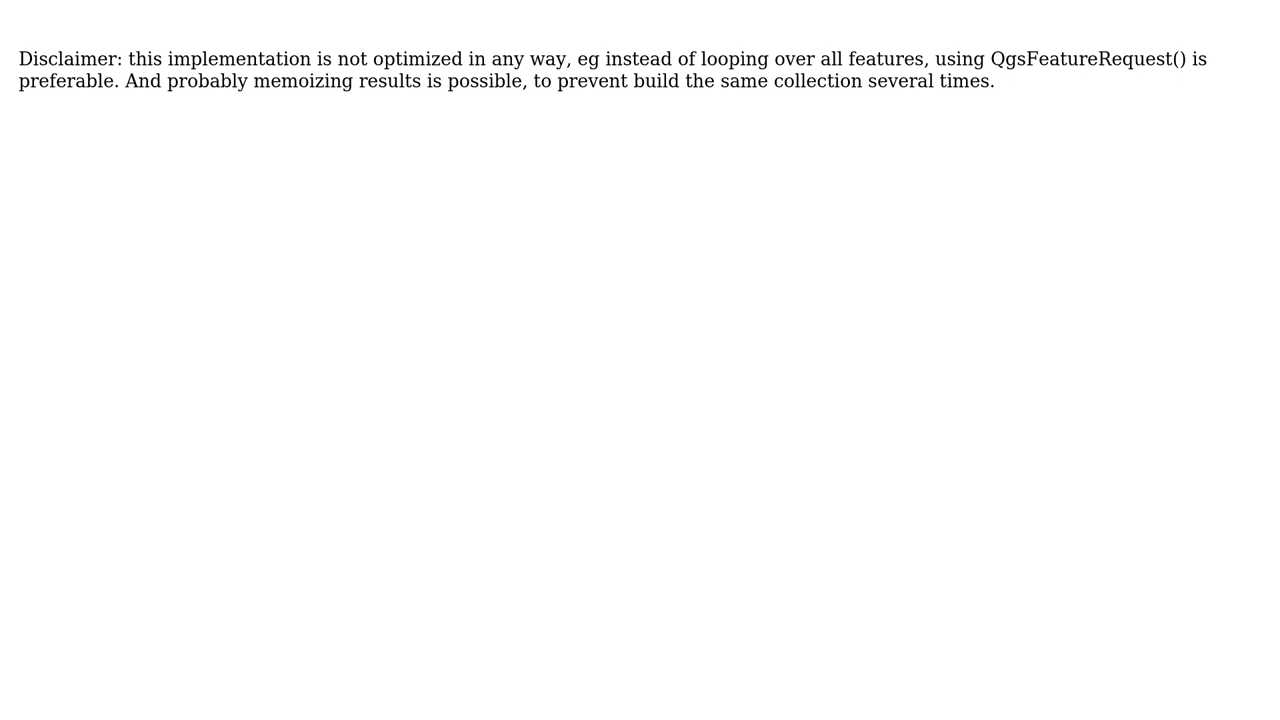 Disclaimer: this implementation is not optimized in any way, eg instead of looping over all features, using QgsFeatureRequest() is
preferable. And probably memoizing results is possible, to prevent build the same collection several times.